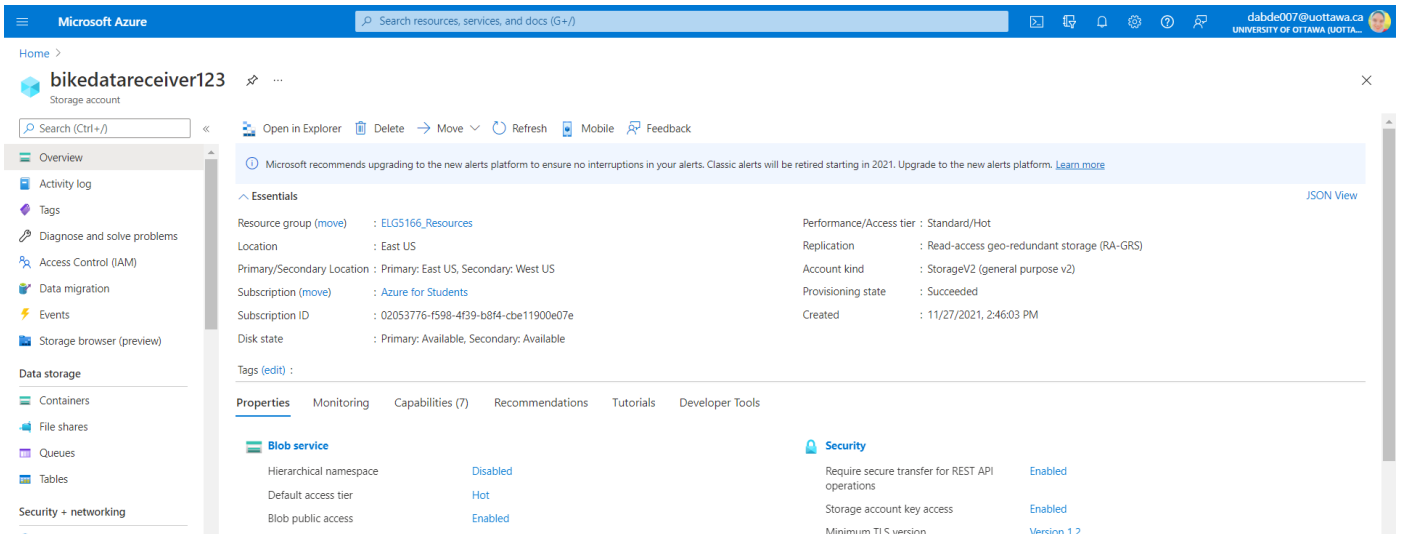 Microsoft Azure
Search resources, services, and docs (G+/)
dabde007@uottawa.ca
UNIVERSITY OF OTTAWA (UOTTA...
Home >
bikedatareceiver123
Storage account
Search (Ctrl+/)
Overview
Activity log
Tags
Diagnose and solve problems
Access Control (IAM)
Data migration
Events
Storage browser (preview)
Data storage
Containers
File shares
Queues
Tables
Security + networking
Open in Explorer Delete Move Refresh Mobile Feedback
Microsoft recommends upgrading to the new alerts platform to ensure no interruptions in your alerts. Classic alerts will be retired starting in 2021. Upgrade to the new alerts platform. Learn more
Essentials
JSON View
Resource group (move) : ELG5166_Resources
Location : East US
Primary/Secondary Location : Primary: East US, Secondary: West US
Subscription (move) : Azure for Students
Subscription ID : 02053776-f598-4f39-b8f4-cbe11900e07e
Disk state : Primary: Available, Secondary: Available
Performance/Access tier : Standard/Hot
Replication : Read-access geo-redundant storage (RA-GRS)
Account kind : StorageV2 (general purpose v2)
Provisioning state : Succeeded
Created : 11/27/2021, 2:46:03 PM
Tags (edit) :
Properties Monitoring Capabilities (7) Recommendations Tutorials Developer Tools
Blob service
Hierarchical namespace Disabled
Default access tier Hot
Blob public access Enabled
Security
Require secure transfer for REST API operations Enabled
Storage account key access Enabled
Minimum TLS version Version 1.2